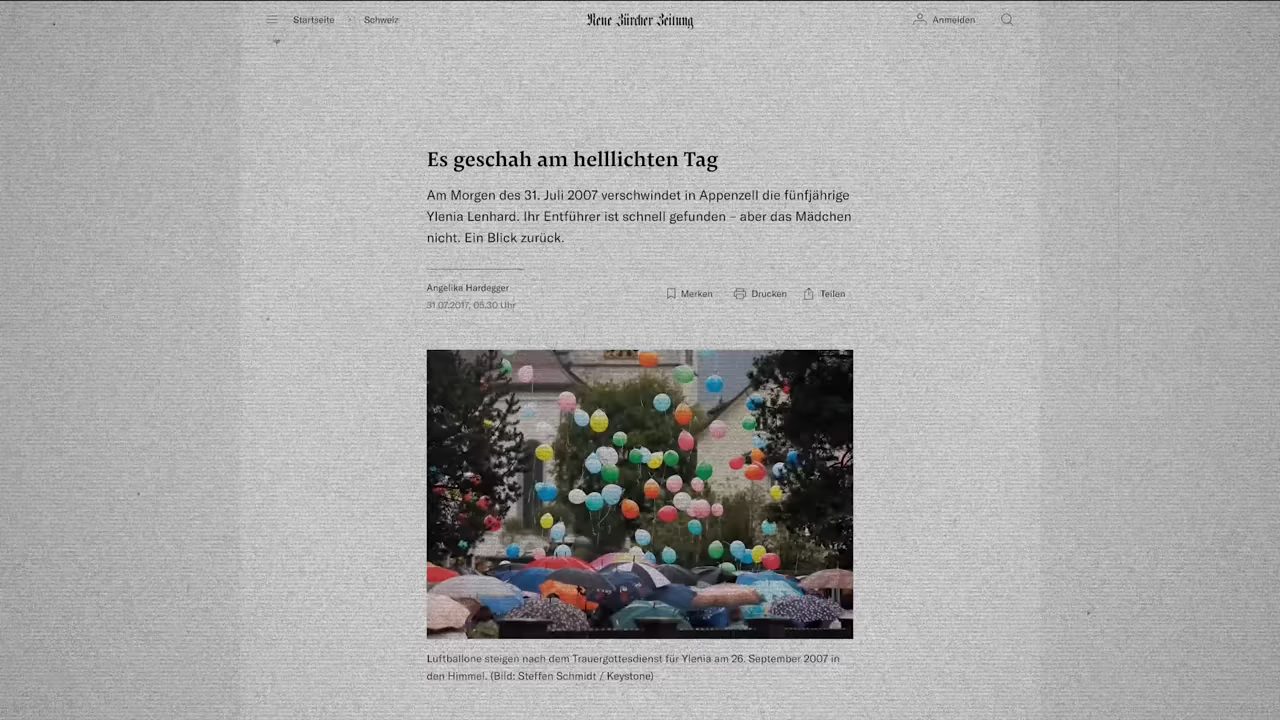 Startseite
Schweiz
Neue Zürcher Zeitung
Anmelden
Es geschah am helllichten Tag
Am Morgen des 31. Juli 2007 verschwindet in Appenzell die fünfjährige
Ylenia Lenhard. Ihr Entführer ist schnell gefunden – aber das Mädchen
nicht. Ein Blick zurück.
Angelika Hardegger
31.07.2017, 05.30 Uhr
Merken
Drucken
Teilen
Luftballone steigen nach dem Trauergottesdienst für Ylenia am 26. September 2007 in
den Himmel. (Bild: Steffen Schmidt / Keystone)